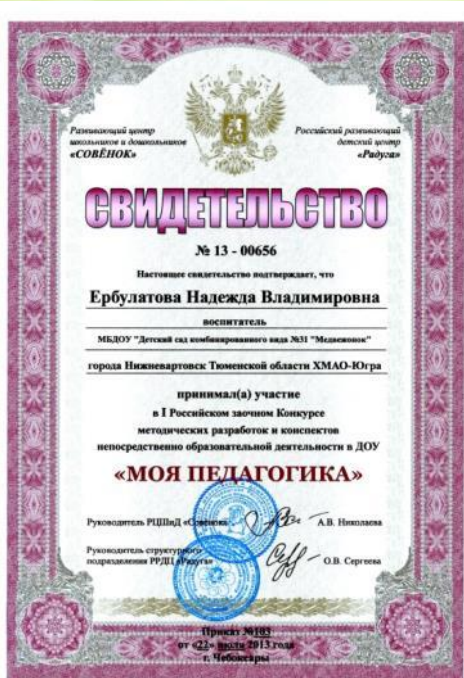 Развивающий центр
школьников и дошкольников
«СОВЁНОК»
Российский развивающий
детский центр
«Радуга»
СВИДЕТЕЛЬСТВО
№ 13 - 00656
Настоящее свидетельство подтверждает, что
Ербулатова Надежда Владимировна
воспитатель
МБДОУ "Детский сад комбинированного вида №31 "Медвежонок"
города Нижневартовск Тюменской области ХМАО-Югра
принимал(а) участие
в I Российском заочном Конкурсе
методических разработок и конспектов
непосредственно образовательной деятельности в ДОУ
«МОЯ ПЕДАГОГИКА»
Руководитель РЦШиД «Совёнок» А.В. Николаева
Руководитель структурного
подразделения РРДЦ «Радуга» О.В. Сергеева
Приказ №103
от «22» июля 2013 года
г. Чебоксары